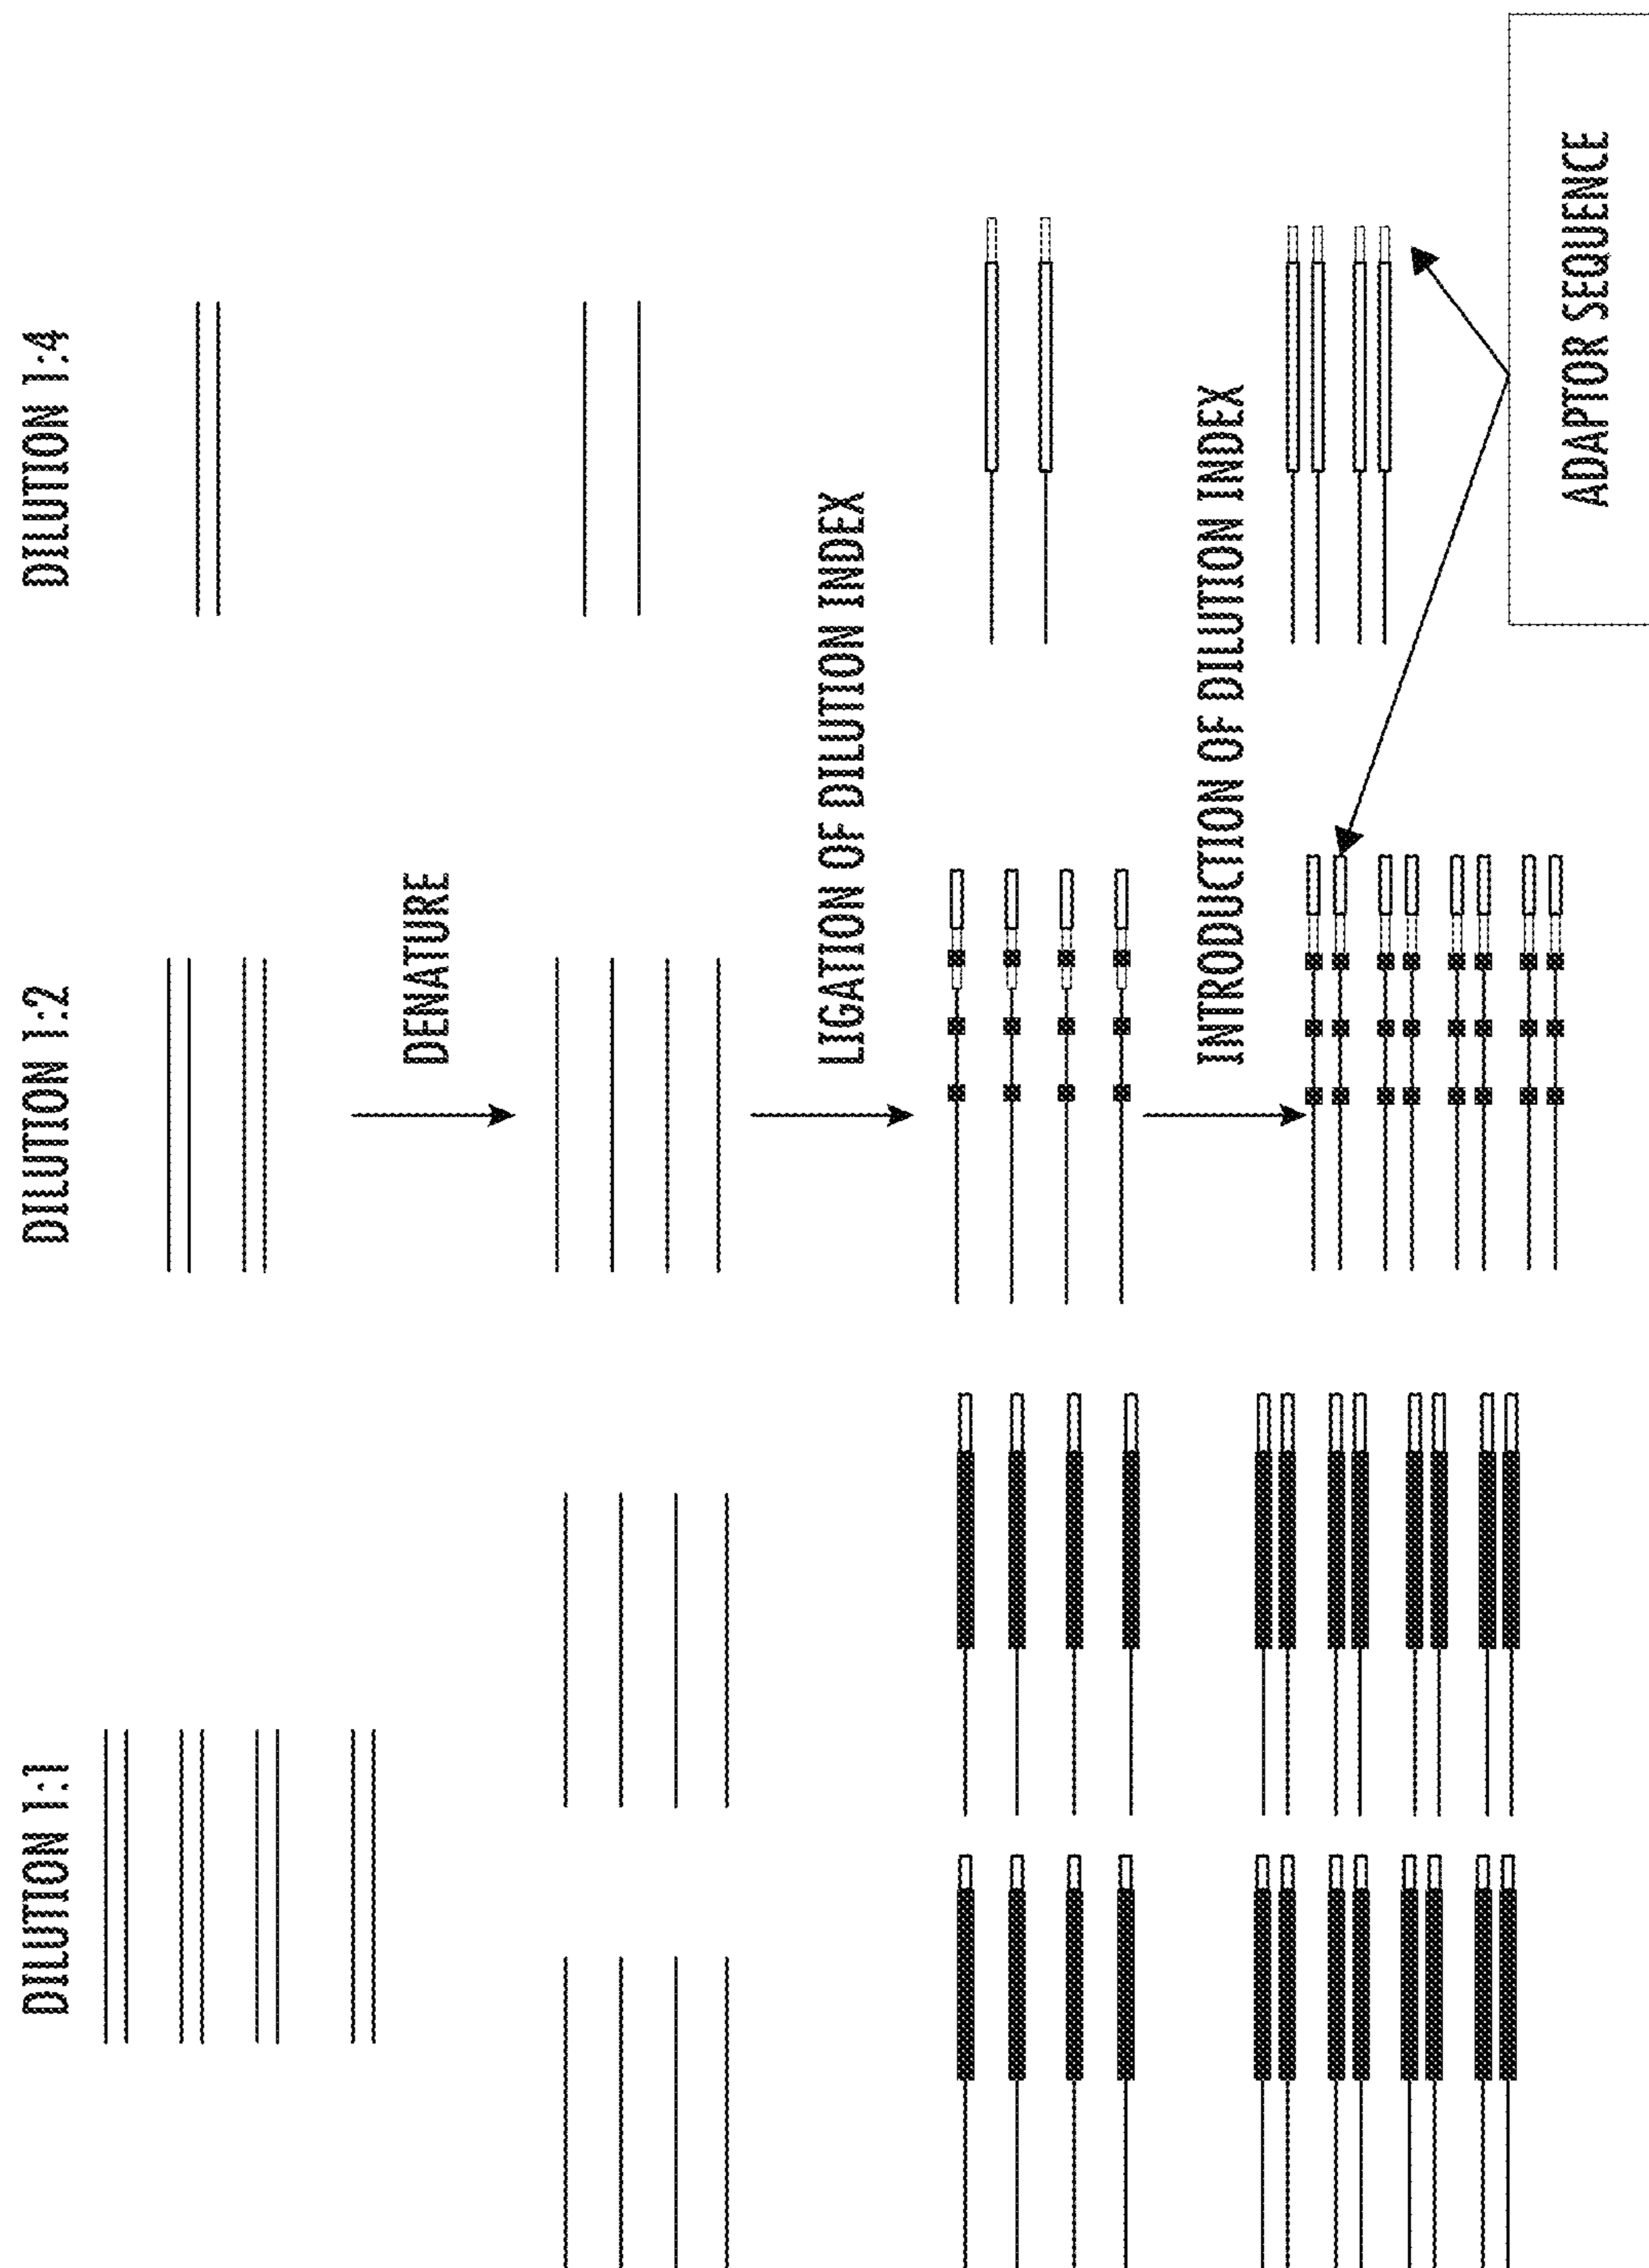 DILUTION 1:1
DILUTION 1:2
DILUTION 1:4
DENATURE
LIGATION OF DILUTION INDEX
INTRODUCTION OF DILUTION INDEX
ADAPTOR SEQUENCE